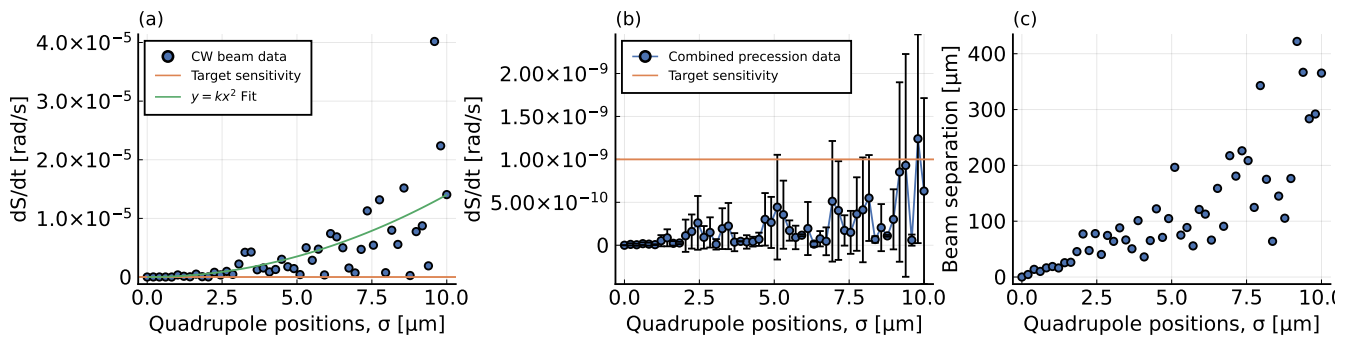 (a)
dS/dt [rad/s]
4.0×10⁻⁵
3.0×10⁻⁵
2.0×10⁻⁵
1.0×10⁻⁵
0
CW beam data
Target sensitivity
y = kx² Fit
0.0 2.5 5.0 7.5 10.0
Quadrupole positions, σ [μm]
(b)
dS/dt [rad/s]
2.00×10⁻⁹
1.50×10⁻⁹
1.00×10⁻⁹
5.00×10⁻¹⁰
0
Combined precession data
Target sensitivity
0.0 2.5 5.0 7.5 10.0
Quadrupole positions, σ [μm]
(c)
Beam separation [μm]
400
300
200
100
0
0.0 2.5 5.0 7.5 10.0
Quadrupole positions, σ [μm]